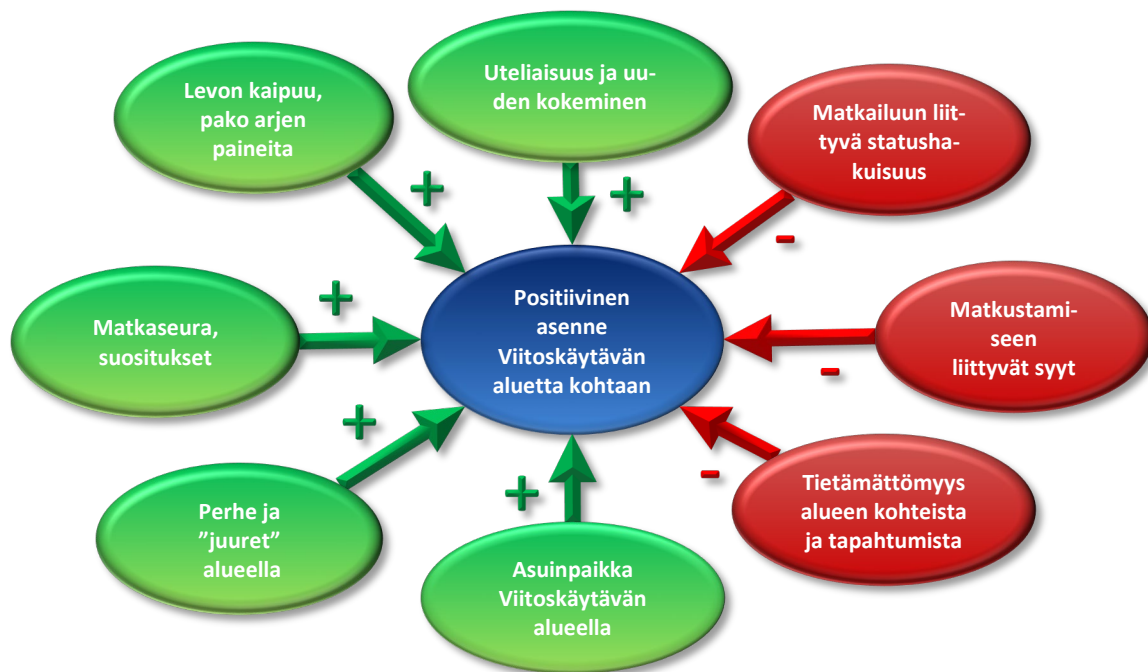 Levon kaipuu,
pako arjen
paineita
+
Uteliaisuus ja uu-
den kokeminen
+
Matkailuun liit-
tyvä statusha-
kuisuus
-
Matkaseura,
suositukset
+
Positiivinen
asenne
Viitoskäytävän
aluetta kohtaan
Matkustami-
seen
liittyvät syyt
-
Perhe ja
”juuret”
alueella
+
Asuinpaikka
Viitoskäytävän
alueella
+
Tietämättömyys
alueen kohteista
ja tapahtumista
-